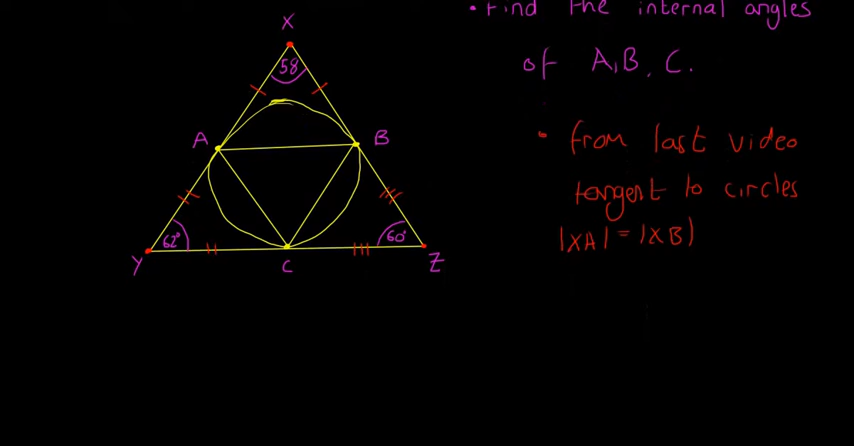 • Find the internal angles
of A, B, C.
• from last video
tangent to circles
|XA| = |XB|
X
58
A
B
62°
60°
Y
C
Z